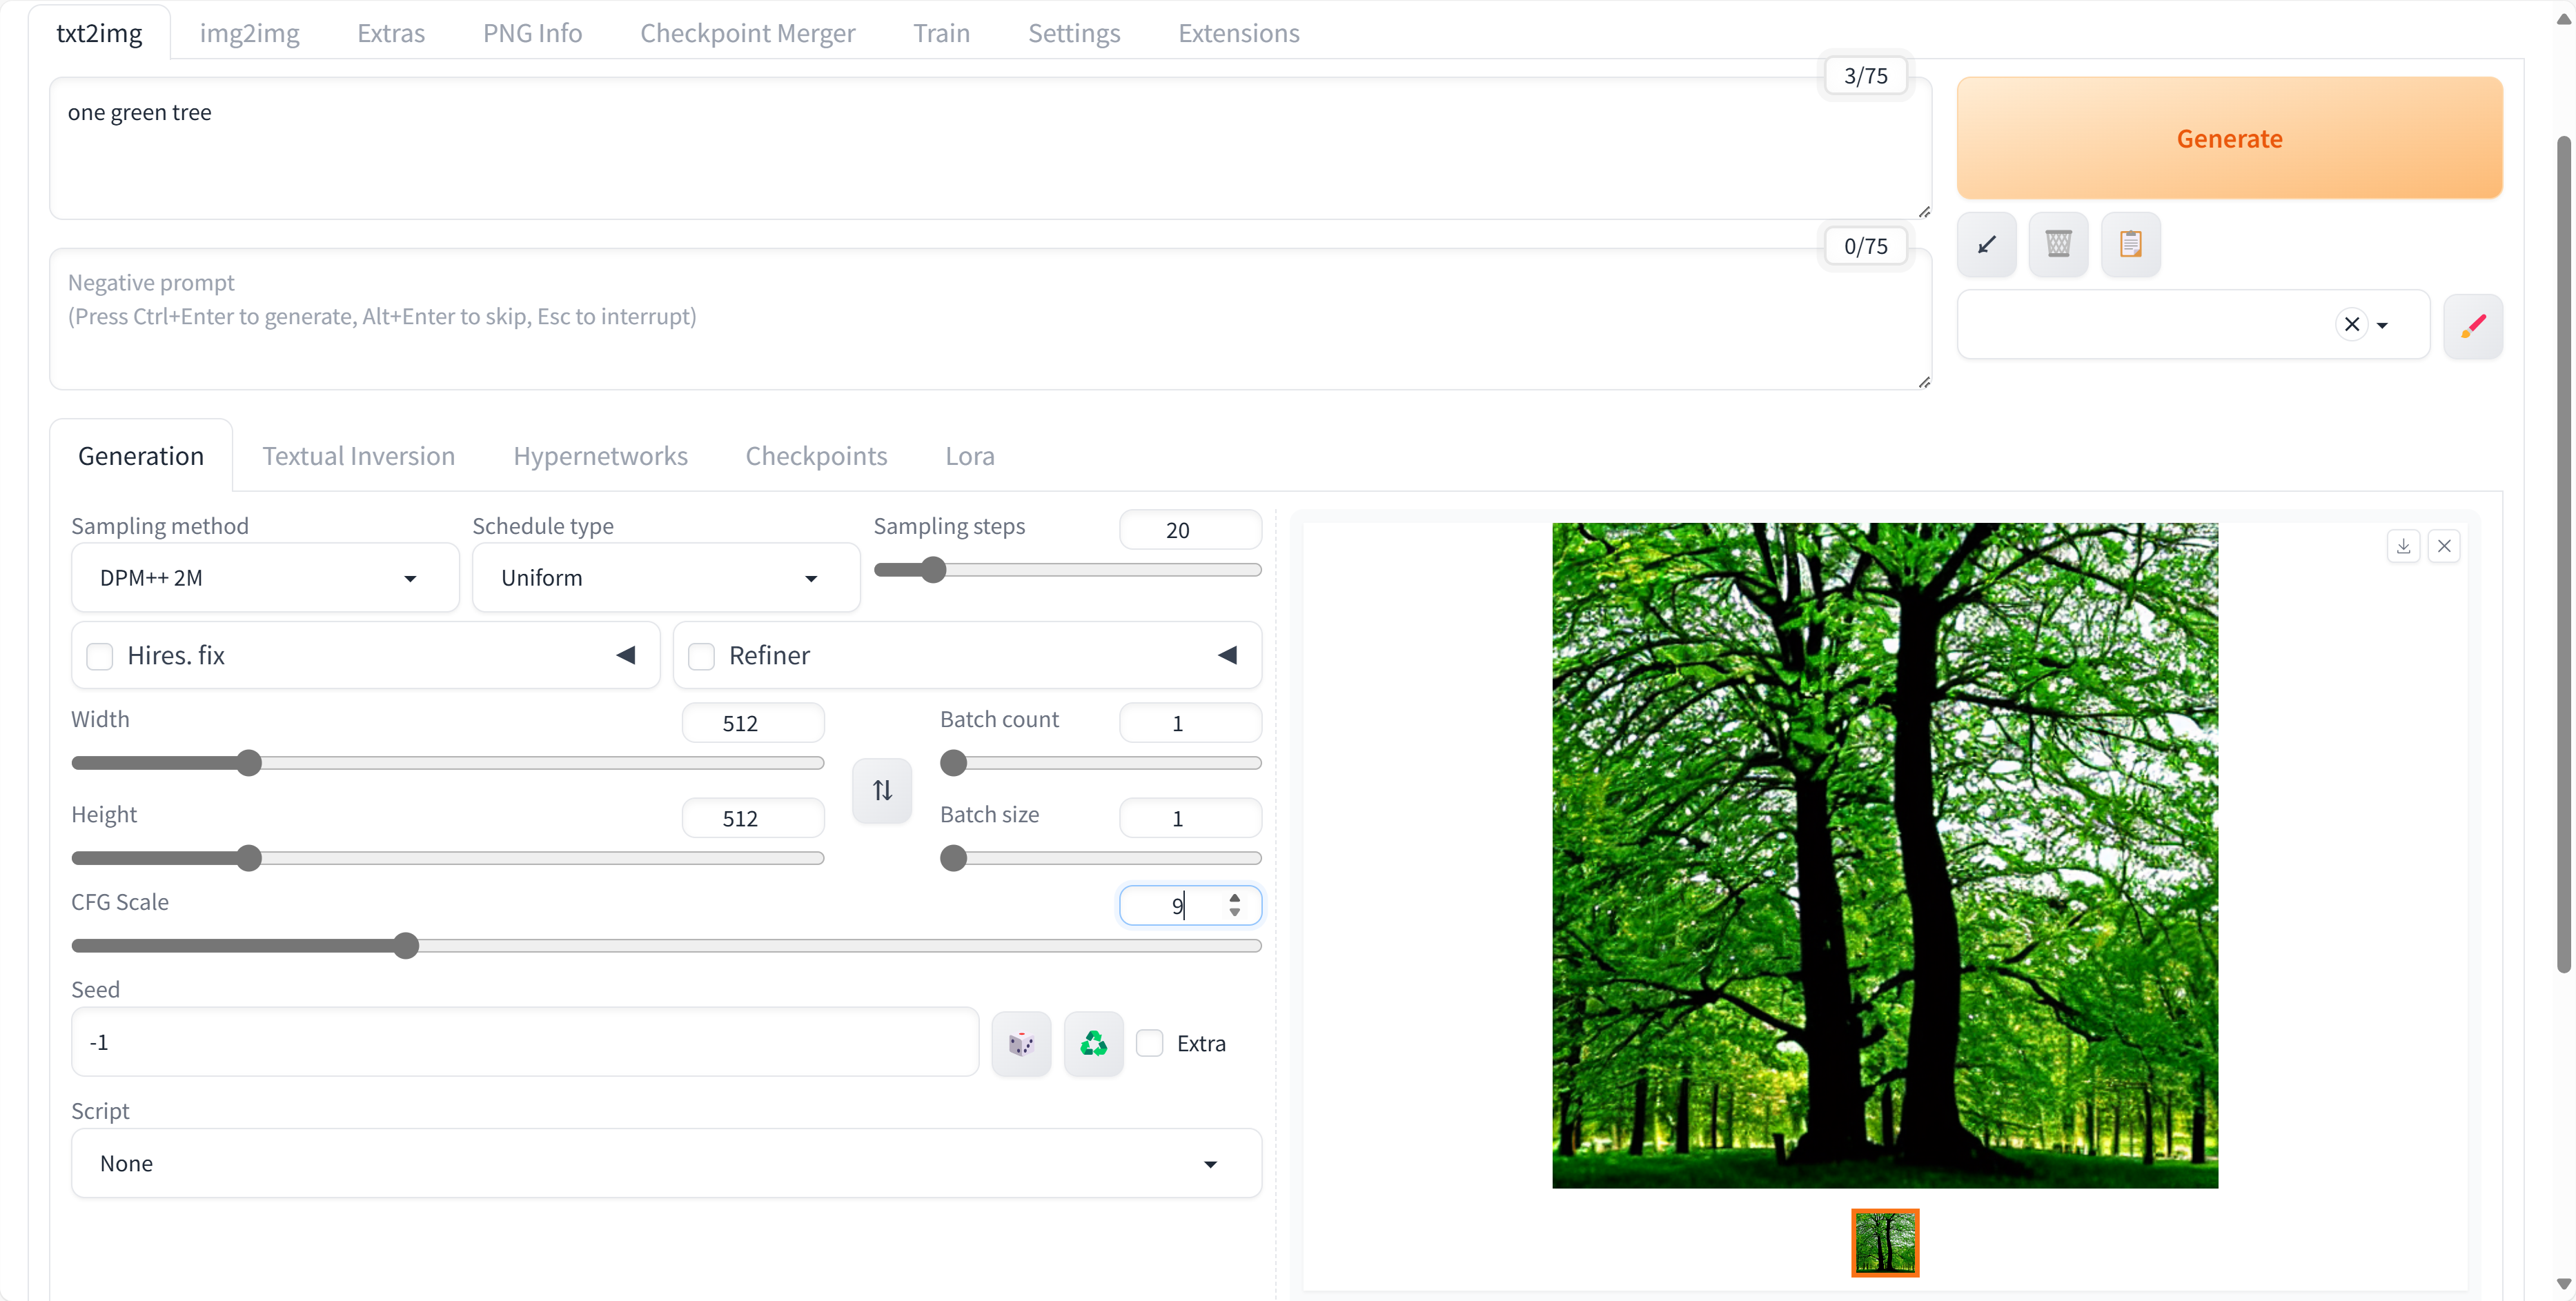 txt2img img2img Extras PNG Info Checkpoint Merger Train Settings Extensions
3/75
one green tree
Generate
0/75
Negative prompt
(Press Ctrl+Enter to generate, Alt+Enter to skip, Esc to interrupt)
Generation Textual Inversion Hypernetworks Checkpoints Lora
Sampling method Schedule type Sampling steps 20
DPM++ 2M Uniform
Hires. fix Refiner
Width 512 Batch count 1
Height 512 Batch size 1
CFG Scale 9
Seed
-1 Extra
Script
None